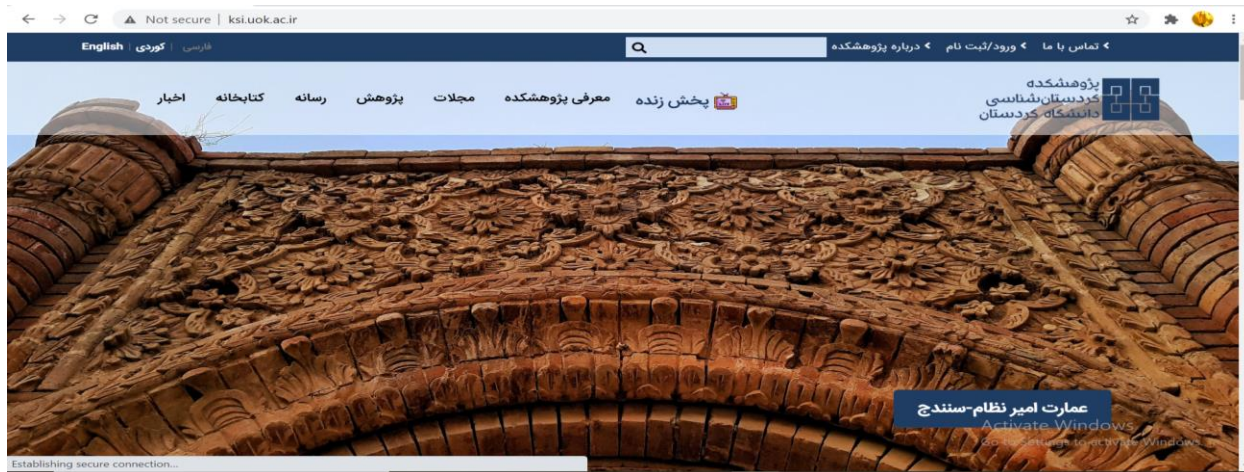 Not secure | ksi.uok.ac.ir
تماس با ما
ورود/ثبت نام
درباره پژوهشکده
فارسی | کوردی | English
پژوهشکده
کردستان‌شناسی
دانشگاه کردستان
پخش زنده
معرفی پژوهشکده
مجلات
پژوهش
رسانه
کتابخانه
اخبار
عمارت امیر نظام-سنندج
Activate Windows
Go to Settings to activate Windows.
Establishing secure connection...